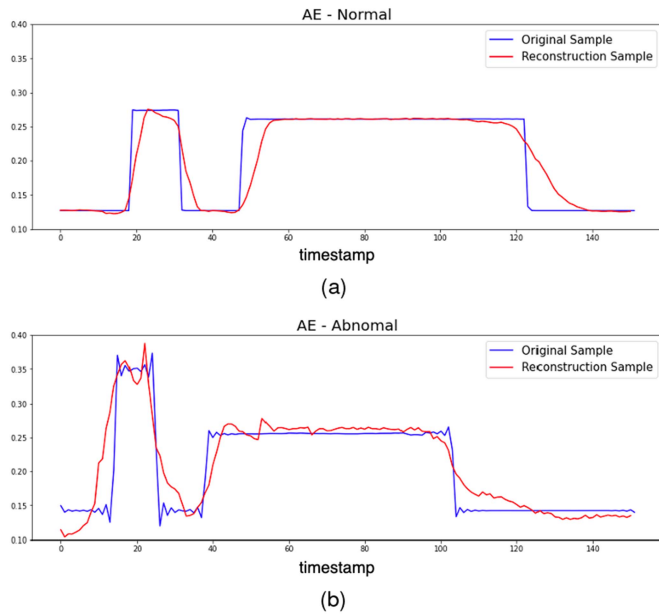 AE - Normal
0.40
0.35
0.30
0.25
0.20
0.15
0.10
Original Sample
Reconstruction Sample
0 20 40 60 80 100 120 140
timestamp
(a)
AE - Abnomal
0.40
0.35
0.30
0.25
0.20
0.15
0.10
Original Sample
Reconstruction Sample
0 20 40 60 80 100 120 140
timestamp
(b)